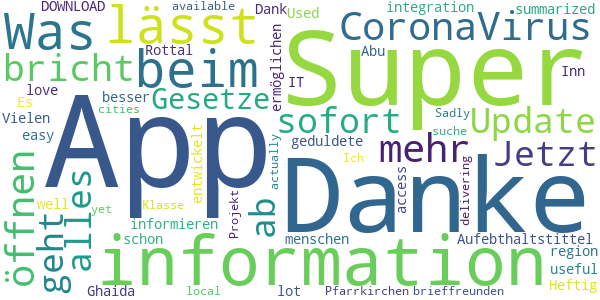 DOWNLOAD available Dank Used integration summarized
Was lässt CoronaVirus
Rottal Abu
bricht beim ermöglichen Super IT Inn
love
Es besser Gesetze sofort Update
Vielen cities Sadly
easy geduldete suche
App mehr Jetzt
öffnen alles entwickelt actually Danke Ich access delivering
well
geht yet Klasse Projekt ab
informieren
schon information menschen Aufebthaltstittel
region
lot useful
Ghaida local Pfarrkirchen brieffreunden Heftig